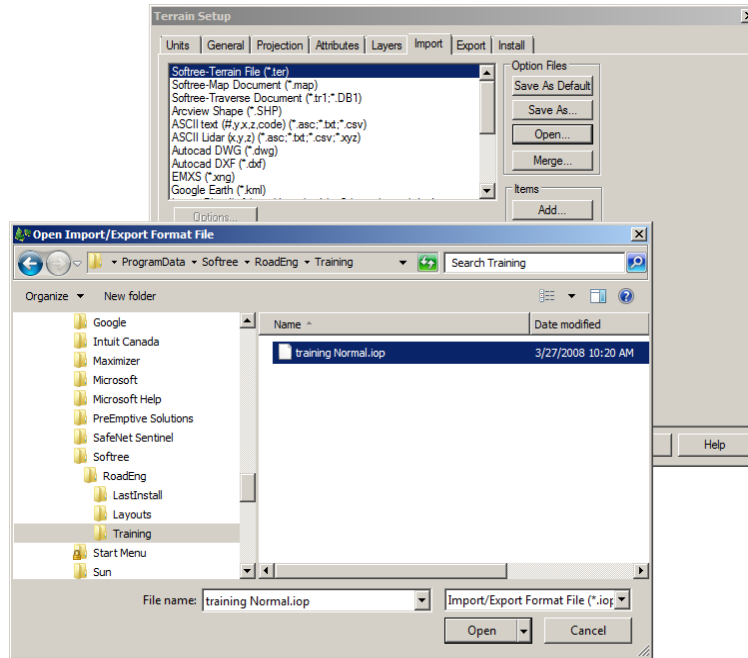 Terrain Setup
Units General Projection Attributes Layers Import Export Install
Softree-Terrain File (*.ter)
Softree-Map Document (*.map)
Softree-Traverse Document (*.tr1;*.DB1)
Arcview Shape (*.SHP)
ASCII text (#,y,x,z,code) (*.asc;*.txt;*.csv)
ASCII Lidar (x,y,z) (*.asc;*.txt;*.csv;*.xyz)
Autocad DWG (*.dwg)
Autocad DXF (*.dxf)
EMXS (*.xng)
Google Earth (*.kml)
Options...
Option Files
Save As Default
Save As...
Open...
Merge...
Items
Add...
Help
Open Import/Export Format File
ProgramData Softree RoadEng Training
Search Training
Organize New folder
Google
Intuit Canada
Maximizer
Microsoft
Microsoft Help
PreEmptive Solutions
SafeNet Sentinel
Softree
RoadEng
LastInstall
Layouts
Training
Start Menu
Sun
Name Date modified
training Normal.iop 3/27/2008 10:20 AM
File name: training Normal.iop Import/Export Format File (*.iop
Open Cancel